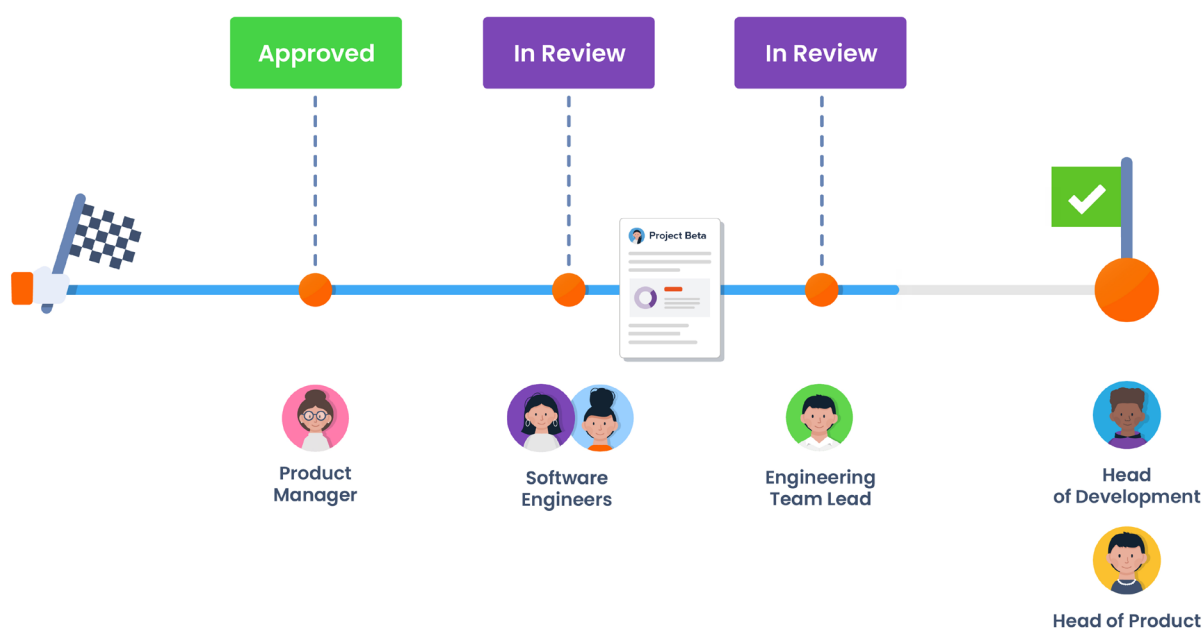 Approved
In Review
In Review
Project Beta
Product
Manager
Software
Engineers
Engineering
Team Lead
Head
of Development
Head of Product